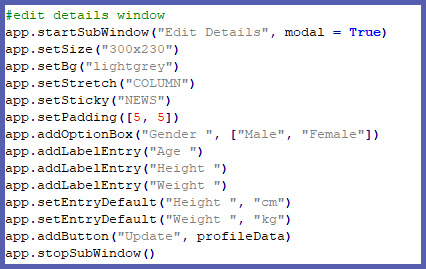 #edit details window
app.startSubWindow("Edit Details", modal = True)
app.setSize("300x230")
app.setBg("lightgrey")
app.setStretch("COLUMN")
app.setSticky("NEWS")
app.setPadding([5, 5])
app.addOptionBox("Gender ", ["Male", "Female"])
app.addLabelEntry("Age ")
app.addLabelEntry("Height ")
app.addLabelEntry("Weight ")
app.setEntryDefault("Height ", "cm")
app.setEntryDefault("Weight ", "kg")
app.addButton("Update", profileData)
app.stopSubWindow()